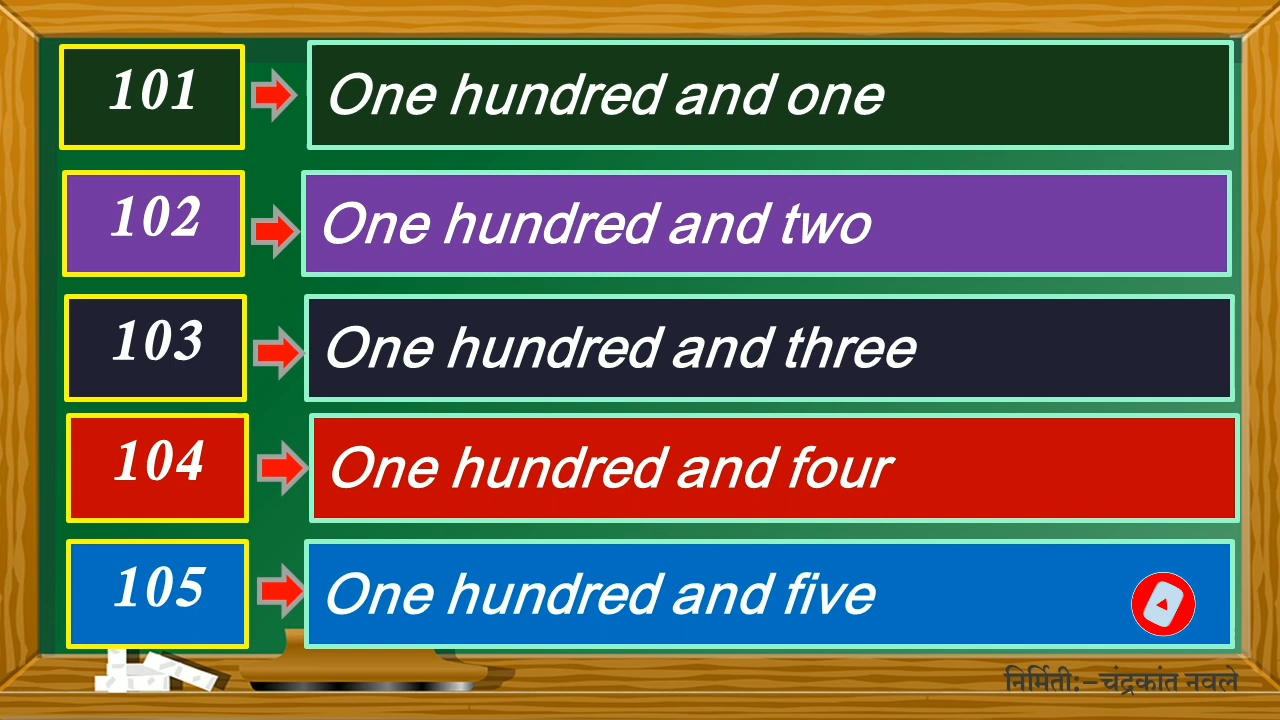 101 One hundred and one
102 One hundred and two
103 One hundred and three
104 One hundred and four
105 One hundred and five
निर्मिती:-चंद्रकांत नवले